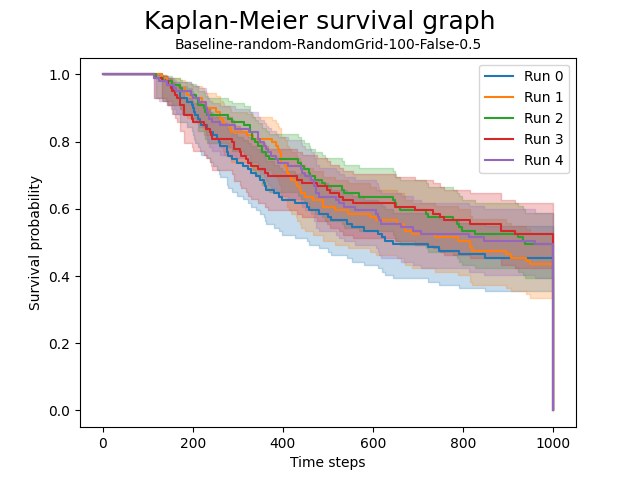 Kaplan-Meier survival graph
Baseline-random-RandomGrid-100-False-0.5
Run 0
Run 1
Run 2
Run 3
Run 4
Survival probability
1.0
0.8
0.6
0.4
0.2
0.0
0 200 400 600 800 1000
Time steps